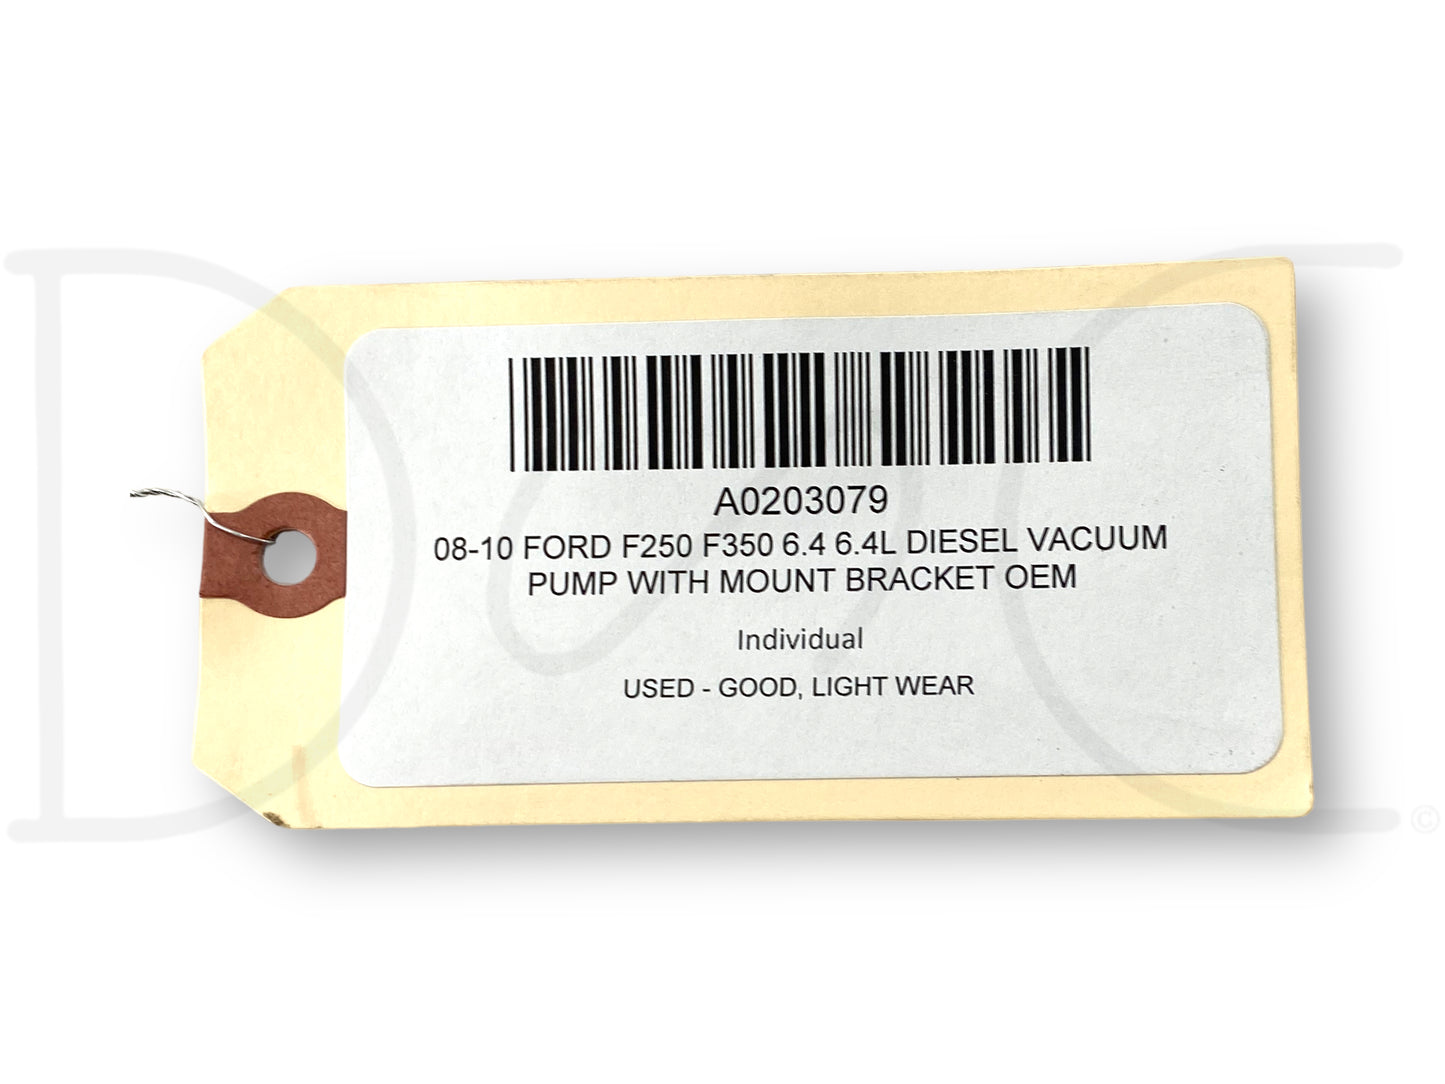 A0203079
08-10 FORD F250 F350 6.4 6.4L DIESEL VACUUM
PUMP WITH MOUNT BRACKET OEM
Individual
USED - GOOD, LIGHT WEAR
©